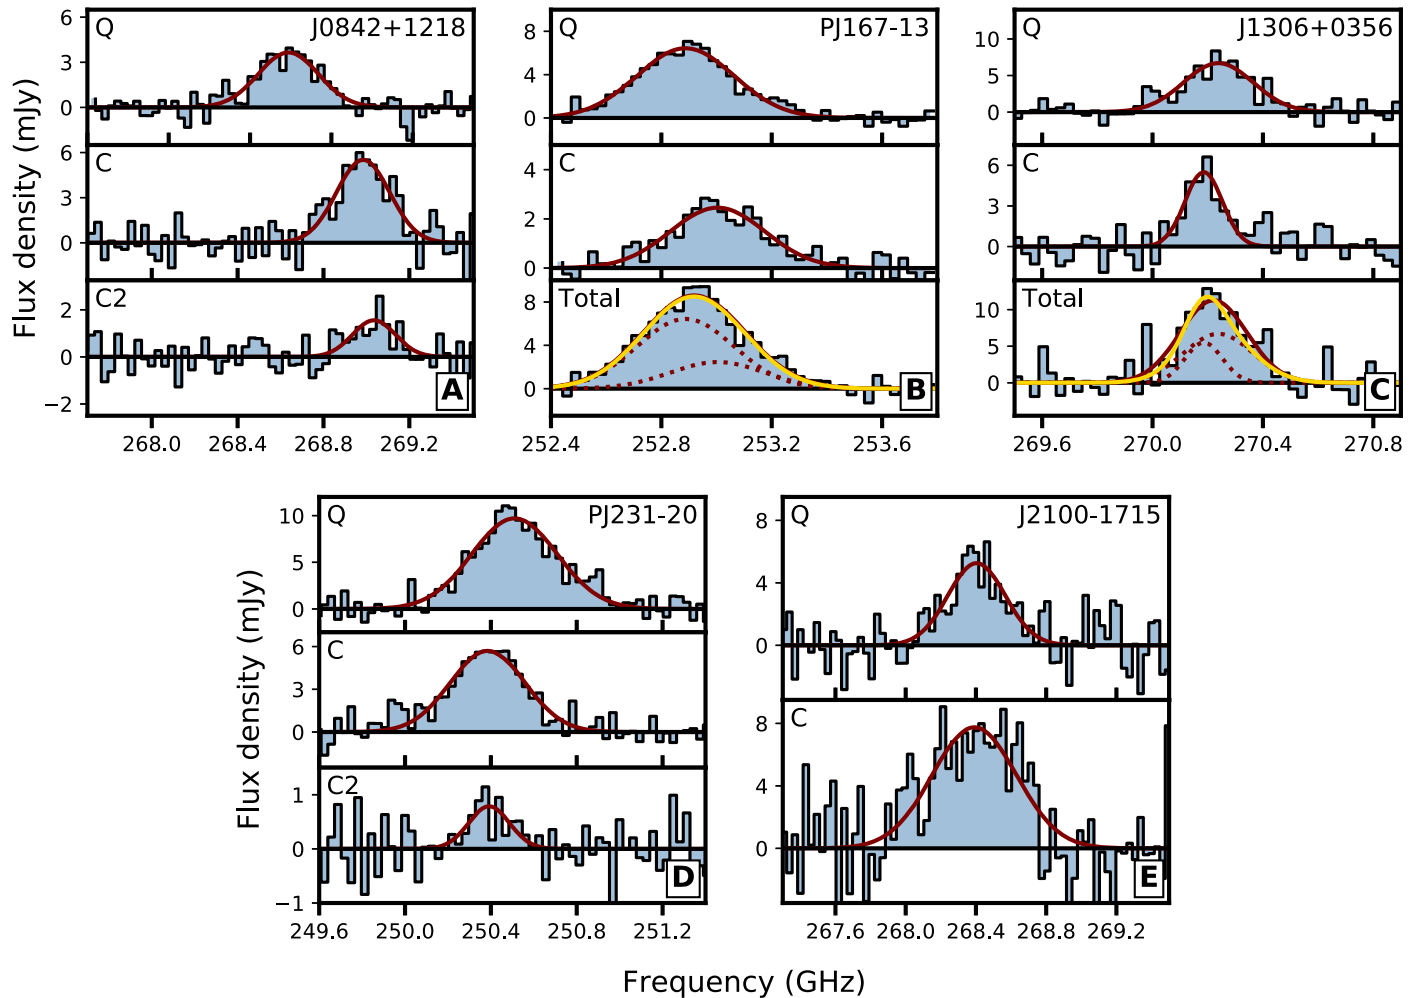 Flux density (mJy)
Q J0842+1218
6
3
0
C
6
3
0
C2
2
0
−2
A
268.0 268.4 268.8 269.2
Q PJ167-13
8
4
0
C
4
2
0
Total
8
4
0
B
252.4 252.8 253.2 253.6
Q J1306+0356
10
5
0
C
6
3
0
Total
10
5
0
C
269.6 270.0 270.4 270.8
Flux density (mJy)
Q PJ231-20
10
5
0
C
6
3
0
C2
1
0
−1
D
249.6 250.0 250.4 250.8 251.2
Q J2100-1715
8
4
0
C
8
4
0
E
267.6 268.0 268.4 268.8 269.2
Frequency (GHz)